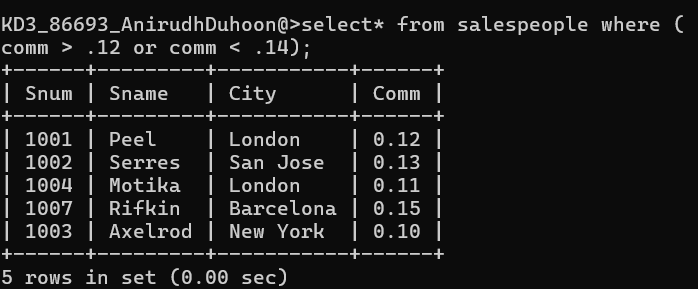 KD3_86693_AnirudhDuhoon@>select* from salespeople where (
comm > .12 or comm < .14);
+------+---------+-----------+------+
| Snum | Sname   | City      | Comm |
+------+---------+-----------+------+
| 1001 | Peel    | London    | 0.12 |
| 1002 | Serres  | San Jose  | 0.13 |
| 1004 | Motika  | London    | 0.11 |
| 1007 | Rifkin  | Barcelona | 0.15 |
| 1003 | Axelrod | New York  | 0.10 |
+------+---------+-----------+------+
5 rows in set (0.00 sec)